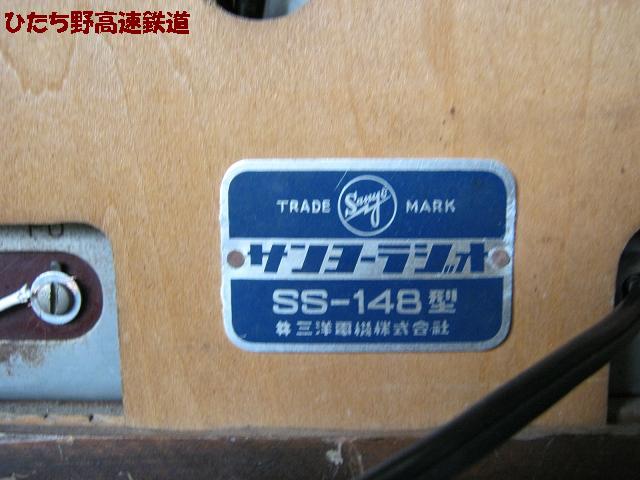 ひたち野高速鉄道
TRADE Sanyo MARK
サンヨーラジオ
SS-148型
三洋電機株式会社